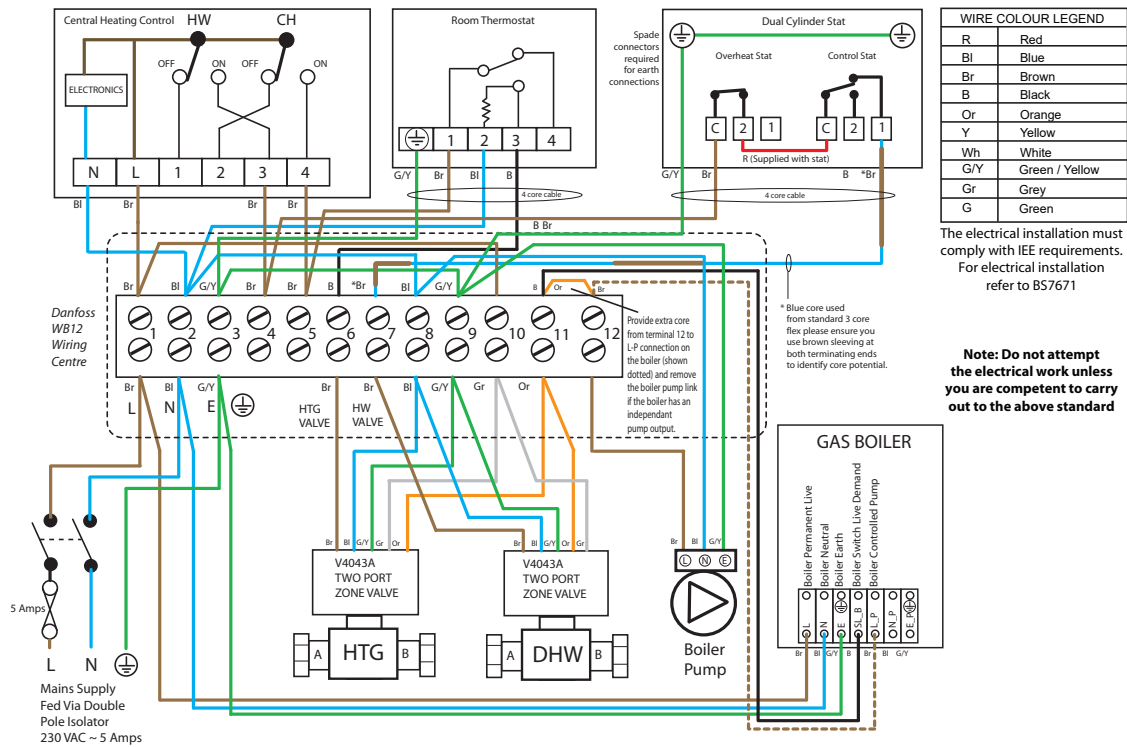 Central Heating Control
HW
CH
OFF
ON
OFF
ON
ELECTRONICS
N
L
1
2
3
4
Bl
Br
Br
Br
Room Thermostat
1
2
3
4
G/Y
Br
Bl
B
4 core cable
Dual Cylinder Stat
Spade
connectors
required
for earth
connections
Overheat Stat
Control Stat
C
2
1
C
2
1
R (Supplied with stat)
G/Y
Br
B
*Br
4 core cable
B Br
WIRE COLOUR LEGEND
R Red
Bl Blue
Br Brown
B Black
Or Orange
Y Yellow
Wh White
G/Y Green / Yellow
Gr Grey
G Green
The electrical installation must
comply with IEE requirements.
For electrical installation
refer to BS7671
Note: Do not attempt
the electrical work unless
you are competent to carry
out to the above standard
* Blue core used
from standard 3 core
flex please ensure you
use brown sleeving at
both terminating ends
to identify core potential.
Danfoss
WB12
Wiring
Centre
Br
Bl
G/Y
Br
Br
B
*Br
Bl
G/Y
B
Or
Br
1
2
3
4
5
6
7
8
9
10
11
12
Provide extra core
from terminal 12 to
L-P connection on
the boiler (shown
dotted) and remove
the boiler pump link
if the boiler has an
independant
pump output.
Br
Bl
G/Y
Br
Br
Bl
G/Y
Gr
Or
L
N
E
HTG
VALVE
HW
VALVE
5 Amps
L
N
Mains Supply
Fed Via Double
Pole Isolator
230 VAC ~ 5 Amps
Br
Bl
G/Y
Gr
Or
V4043A
TWO PORT
ZONE VALVE
A
HTG
B
Br
Bl
G/Y
Or
Gr
V4043A
TWO PORT
ZONE VALVE
A
DHW
B
Br
Bl
G/Y
L
N
E
Boiler
Pump
GAS BOILER
Boiler Permanent Live
Boiler Neutral
Boiler Earth
Boiler Switch Live Demand
Boiler Controlled Pump
L
N
E
SL_B
L_P
N_P
E_P
Br
Bl
G/Y
B
Br
Bl
G/Y